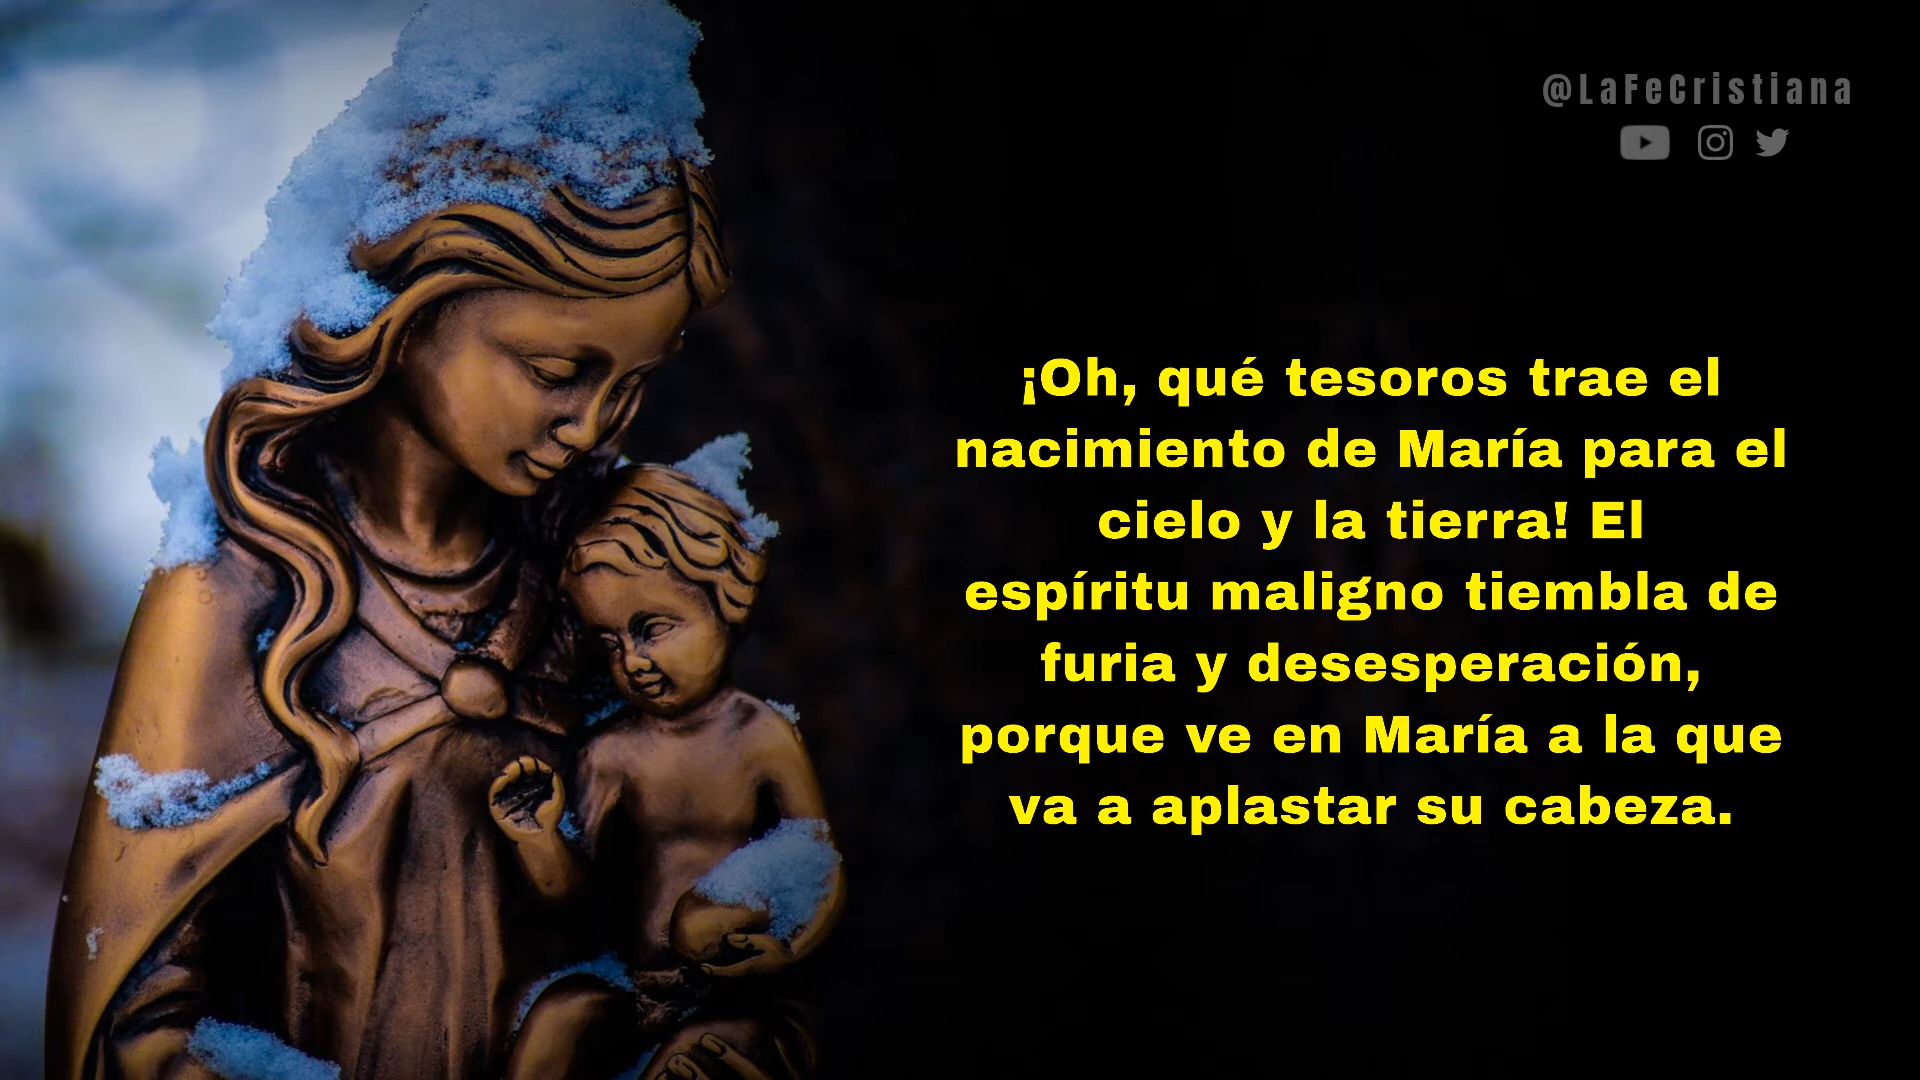 @LaFeCristiana
¡Oh, qué tesoros trae el
nacimiento de María para el
cielo y la tierra! El
espíritu maligno tiembla de
furia y desesperación,
porque ve en María a la que
va a aplastar su cabeza.